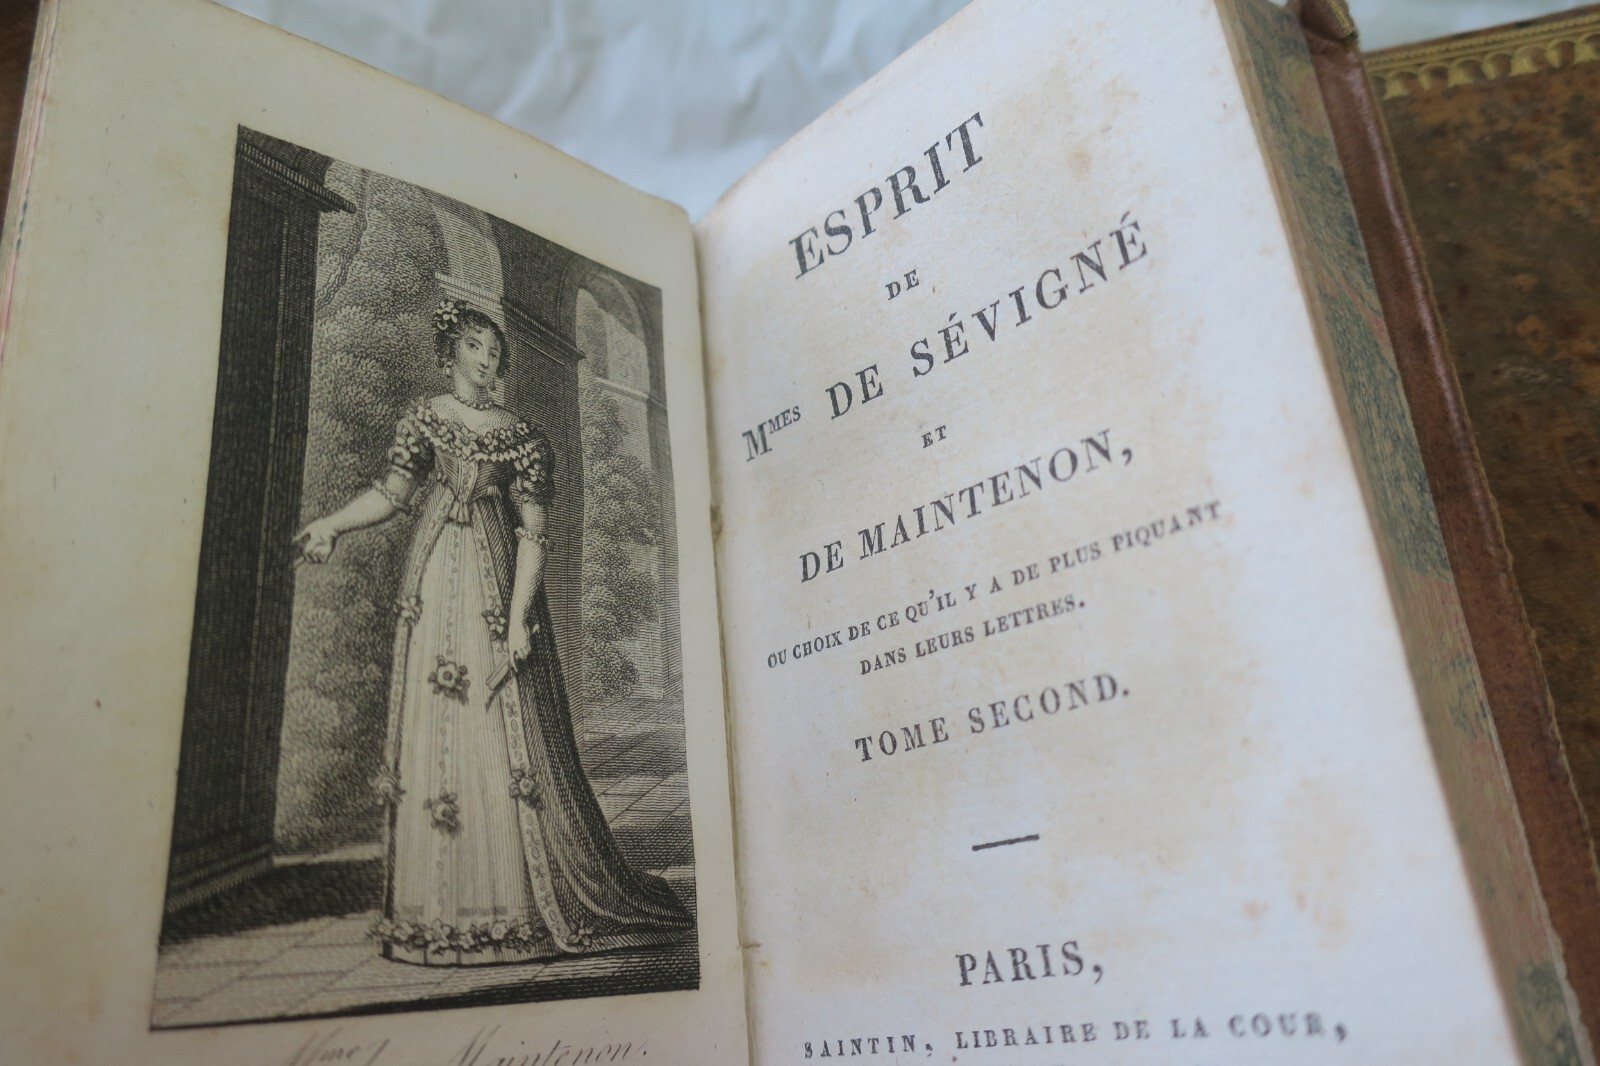 Mme de Maintenon.
ESPRIT
DE
MMES DE SÉVIGNÉ
ET
DE MAINTENON,
OU CHOIX DE CE QU'IL Y A DE PLUS PIQUANT
DANS LEURS LETTRES.
TOME SECOND.
PARIS,
SAINTIN, LIBRAIRE DE LA COUR,